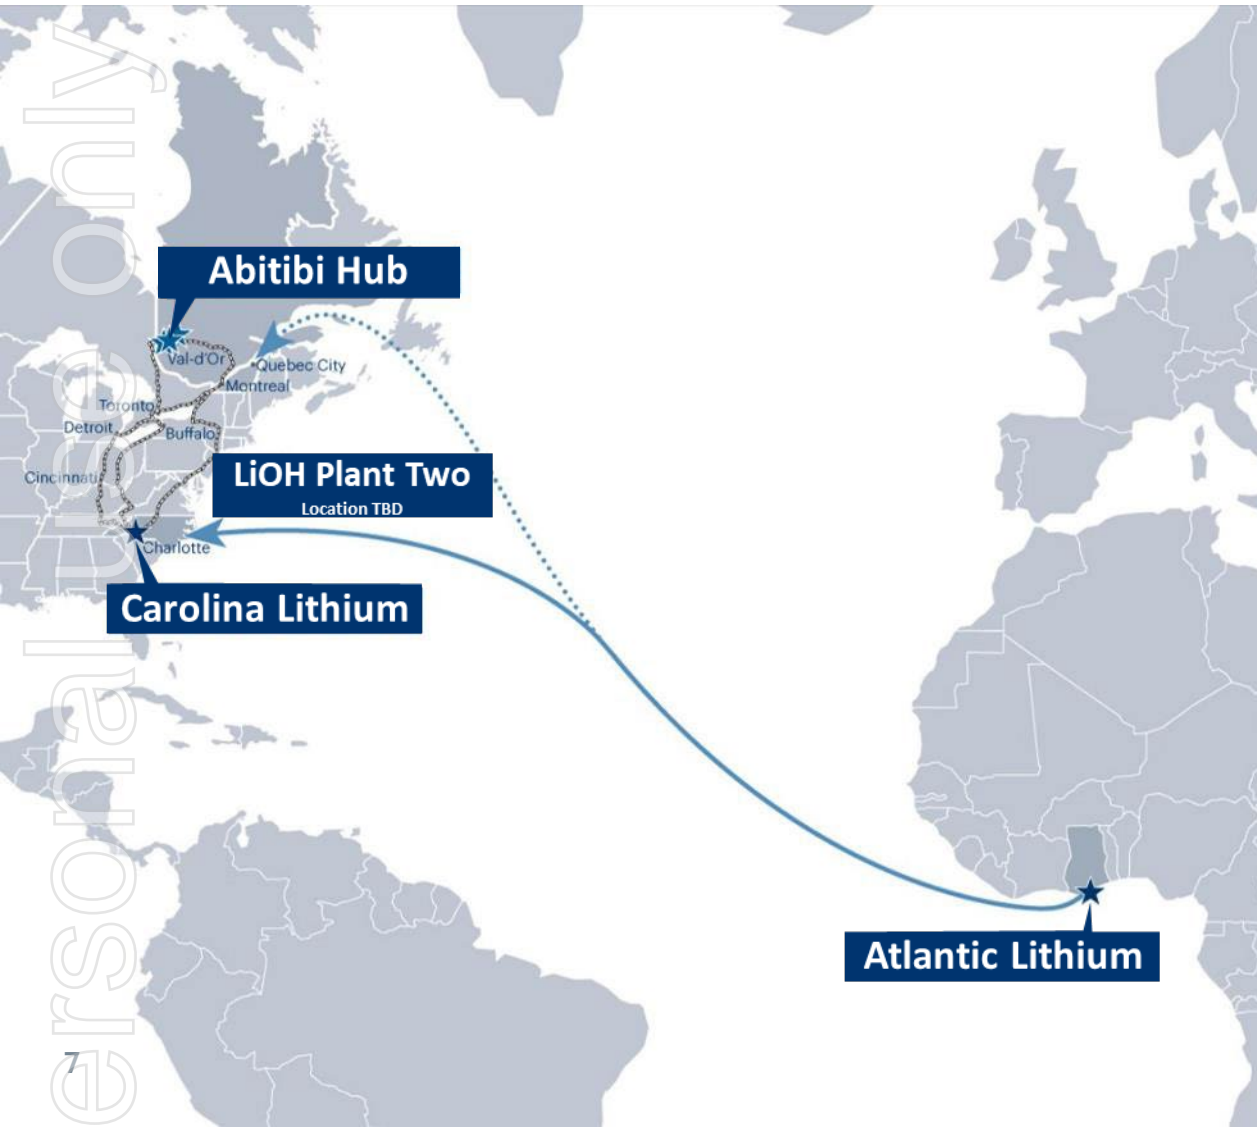 Abitibi Hub
Val-d'Or
Quebec City
Montreal
Toronto
Detroit
Buffalo
Cincinnati
LiOH Plant Two
Location TBD
Charlotte
Carolina Lithium
Atlantic Lithium
ersonal use only
7